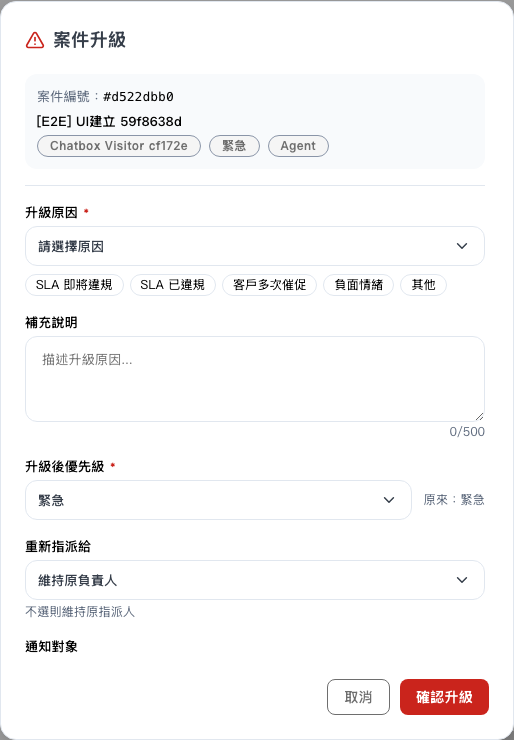 案件升級
案件編號：#d522dbb0
[E2E] UI建立 59f8638d
Chatbox Visitor cf172e 緊急 Agent
升級原因 *
請選擇原因
SLA 即將違規 SLA 已違規 客戶多次催促 負面情緒 其他
補充說明
描述升級原因...
0/500
升級後優先級 *
緊急 原來：緊急
重新指派給
維持原負責人
不選則維持原指派人
通知對象
取消 確認升級